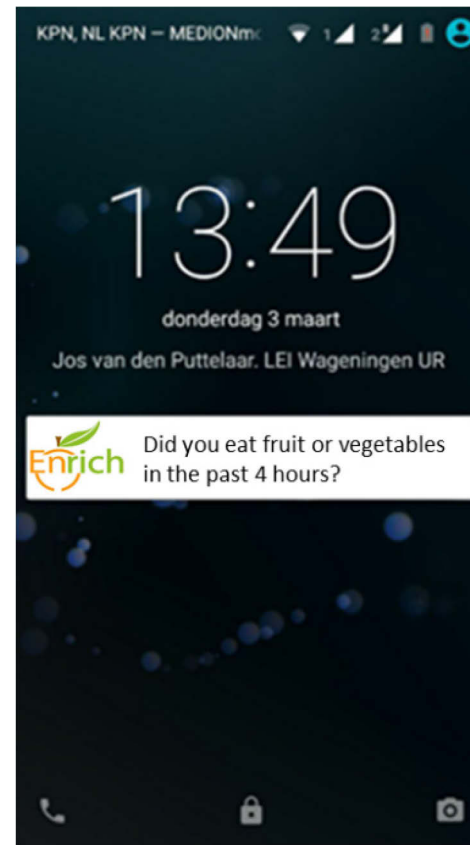 KPN, NL KPN — MEDIONmo
1 2
13:49
donderdag 3 maart
Jos van den Puttelaar. LEI Wageningen UR
Enrich
Did you eat fruit or vegetables
in the past 4 hours?